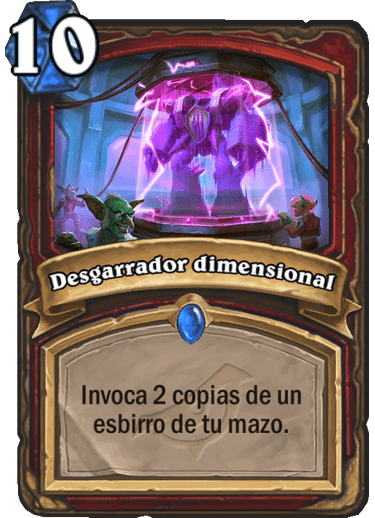 10
Desgarrador dimensional
Invoca 2 copias de un
esbirro de tu mazo.